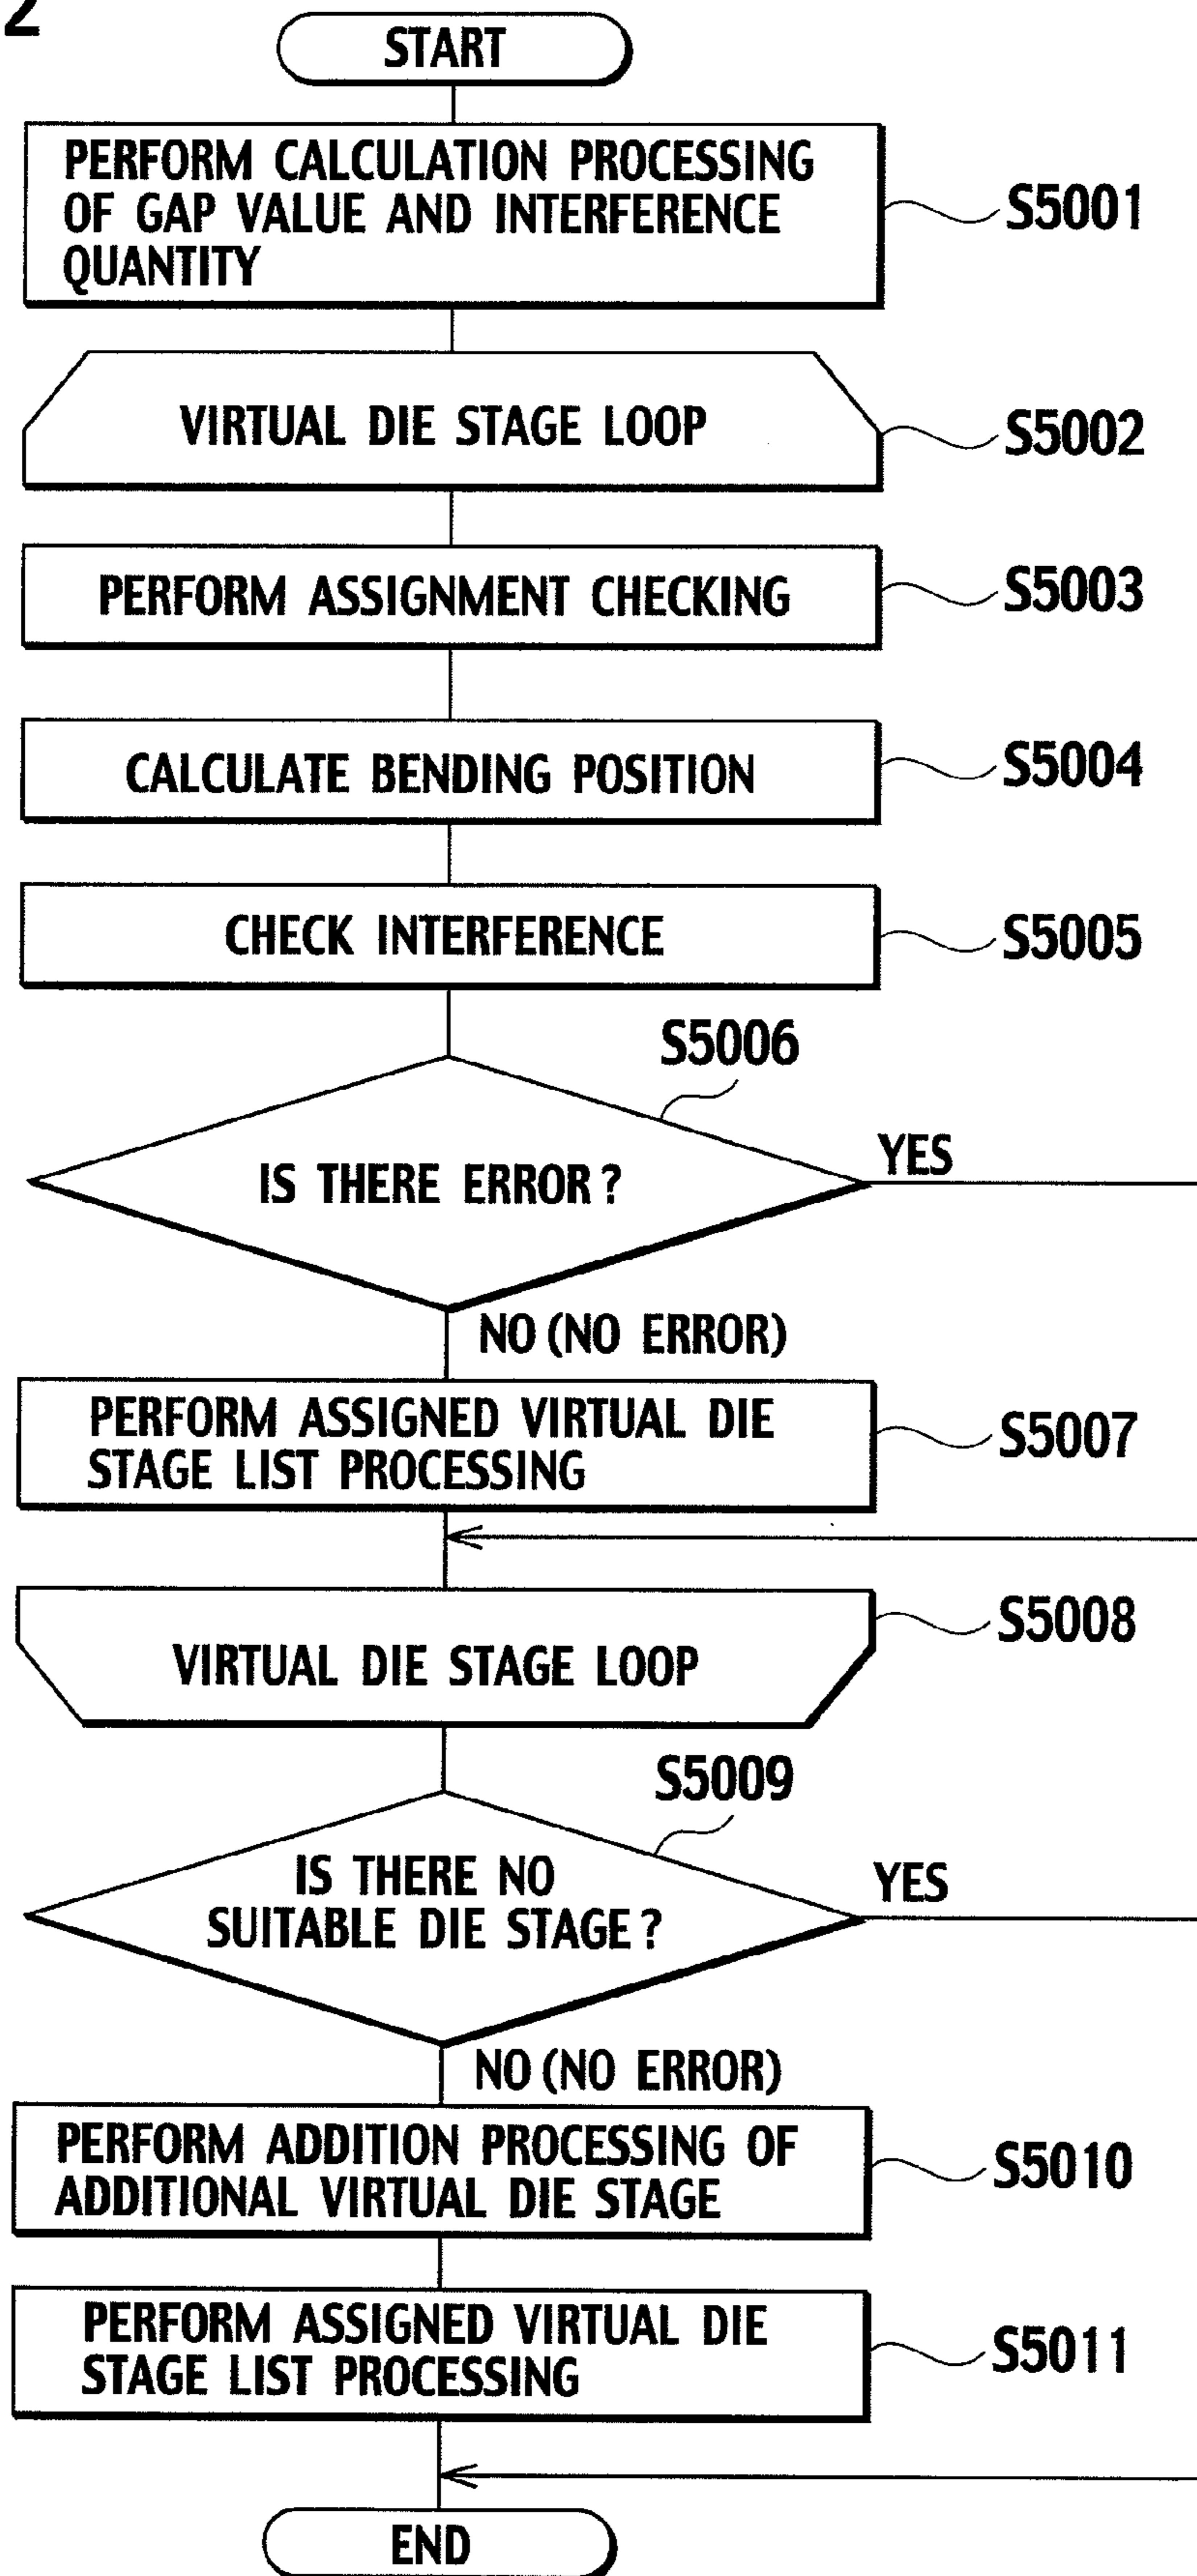 2
START
PERFORM CALCULATION PROCESSING
OF GAP VALUE AND INTERFERENCE
QUANTITY
S5001
VIRTUAL DIE STAGE LOOP
S5002
PERFORM ASSIGNMENT CHECKING
S5003
CALCULATE BENDING POSITION
S5004
CHECK INTERFERENCE
S5005
S5006
IS THERE ERROR?
YES
NO (NO ERROR)
PERFORM ASSIGNED VIRTUAL DIE
STAGE LIST PROCESSING
S5007
VIRTUAL DIE STAGE LOOP
S5008
S5009
IS THERE NO
SUITABLE DIE STAGE?
YES
NO (NO ERROR)
PERFORM ADDITION PROCESSING OF
ADDITIONAL VIRTUAL DIE STAGE
S5010
PERFORM ASSIGNED VIRTUAL DIE
STAGE LIST PROCESSING
S5011
END